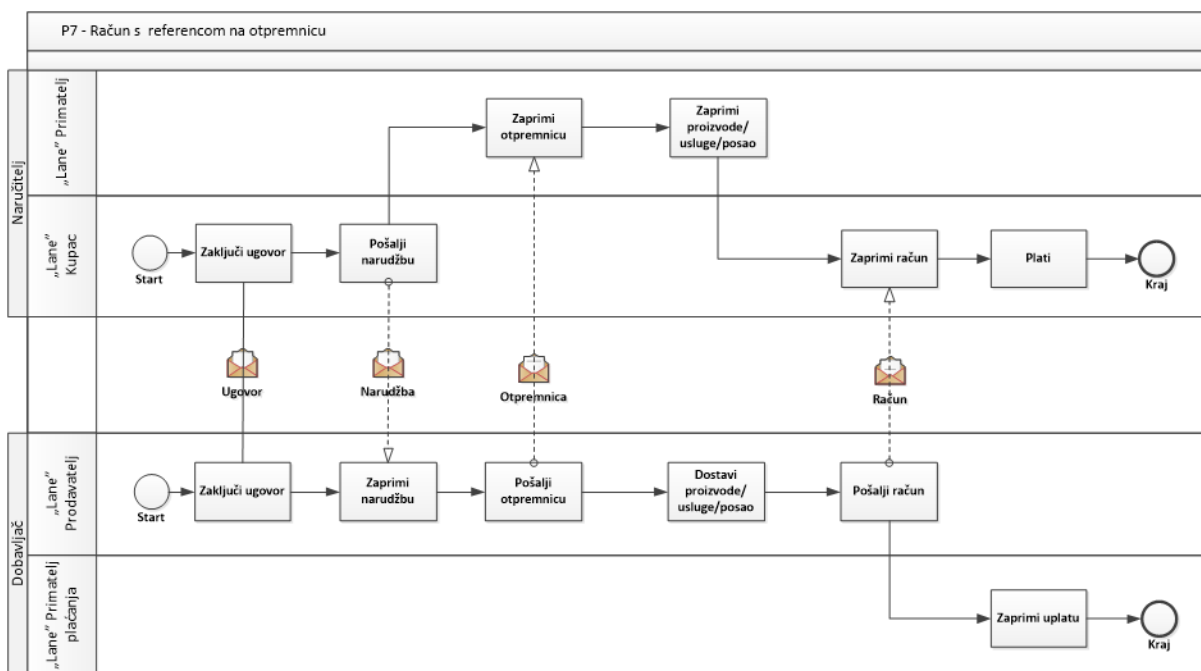 P7 - Račun s  referencom na otpremnicu
Naručitelj
„Lane” Primatelj
Zaprimi
otpremnicu
Zaprimi
proizvode/
usluge/posao
„Lane”
Kupac
Start
Zaključi ugovor
Pošalji
narudžbu
Zaprimi račun
Plati
Kraj
Ugovor
Narudžba
Otpremnica
Račun
Dobavljač
„Lane”
Prodavatelj
Start
Zaključi ugovor
Zaprimi
narudžbu
Pošalji
otpremnicu
Dostavi
proizvode/
usluge/posao
Pošalji račun
„Lane” Primatelj
plaćanja
Zaprimi uplatu
Kraj